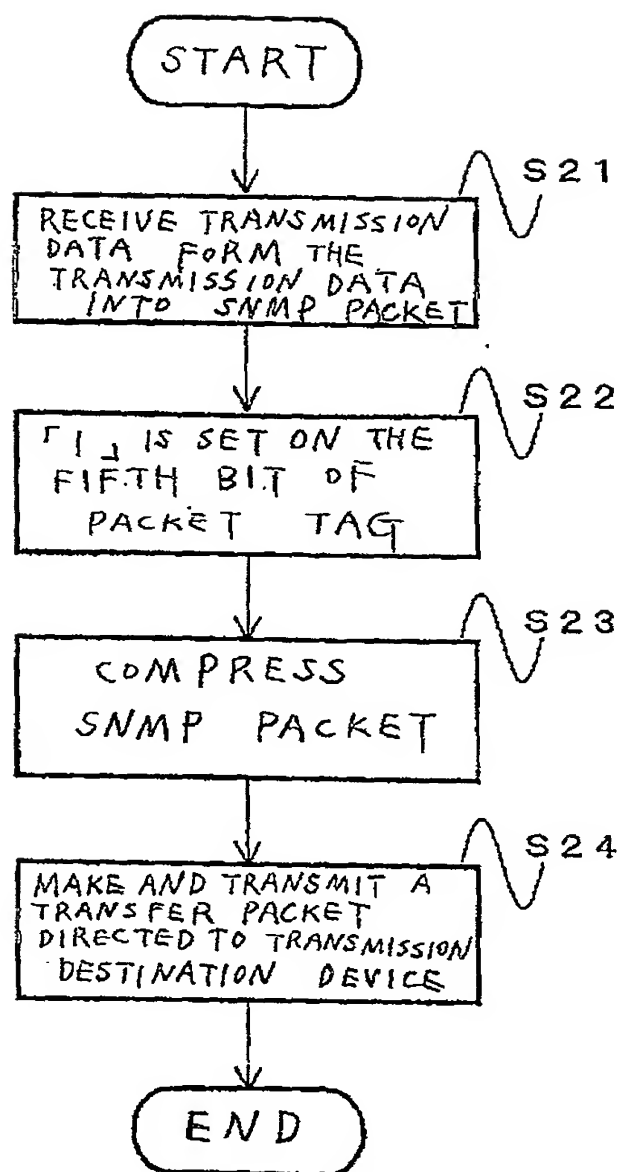 START
S21
RECEIVE TRANSMISSION
DATA FORM THE
TRANSMISSION DATA
INTO SNMP PACKET
S22
「1」 IS SET ON THE
FIFTH BIT OF
PACKET TAG
S23
COMPRESS
SNMP PACKET
S24
MAKE AND TRANSMIT A
TRANSFER PACKET
DIRECTED TO TRANSMISSION
DESTINATION DEVICE
END